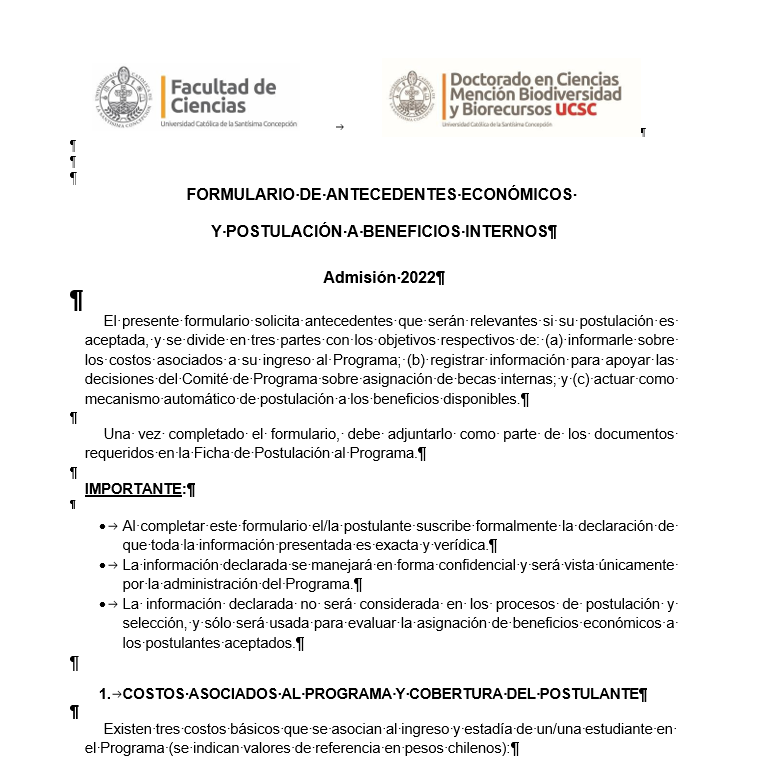 Facultad de
Ciencias
Universidad Católica de la Santísima Concepción
Doctorado en Ciencias
Mención Biodiversidad
y Biorecursos UCSC
Universidad Católica de la Santísima Concepción
FORMULARIO DE ANTECEDENTES ECONÓMICOS
Y POSTULACIÓN A BENEFICIOS INTERNOS
Admisión 2022
El presente formulario solicita antecedentes que serán relevantes si su postulación es
aceptada, y se divide en tres partes con los objetivos respectivos de: (a) informarle sobre
los costos asociados a su ingreso al Programa; (b) registrar información para apoyar las
decisiones del Comité de Programa sobre asignación de becas internas; y (c) actuar como
mecanismo automático de postulación a los beneficios disponibles.
Una vez completado el formulario, debe adjuntarlo como parte de los documentos
requeridos en la Ficha de Postulación al Programa.
IMPORTANTE:
• Al completar este formulario el/la postulante suscribe formalmente la declaración de
que toda la información presentada es exacta y verídica.
• La información declarada se manejará en forma confidencial y será vista únicamente
por la administración del Programa.
• La información declarada no será considerada en los procesos de postulación y
selección, y sólo será usada para evaluar la asignación de beneficios económicos a
los postulantes aceptados.
1. COSTOS ASOCIADOS AL PROGRAMA Y COBERTURA DEL POSTULANTE
Existen tres costos básicos que se asocian al ingreso y estadía de un/una estudiante en
el Programa (se indican valores de referencia en pesos chilenos):